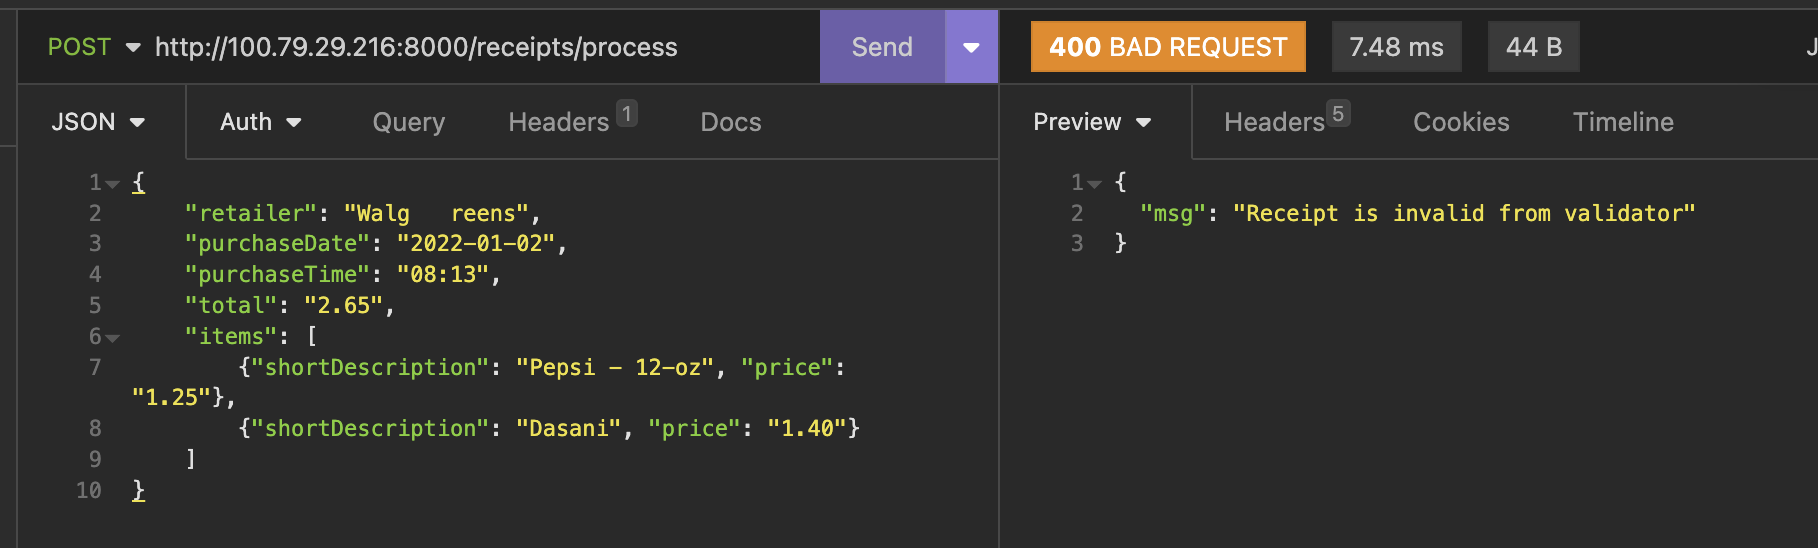 POST http://100.79.29.216:8000/receipts/process Send 400 BAD REQUEST 7.48 ms 44 B J
JSON Auth Query Headers 1 Docs Preview Headers 5 Cookies Timeline
1 {
2     "retailer": "Walg   reens",
3     "purchaseDate": "2022-01-02",
4     "purchaseTime": "08:13",
5     "total": "2.65",
6     "items": [
7         {"shortDescription": "Pepsi - 12-oz", "price":
"1.25"},
8         {"shortDescription": "Dasani", "price": "1.40"}
9     ]
10 }
1 {
2   "msg": "Receipt is invalid from validator"
3 }